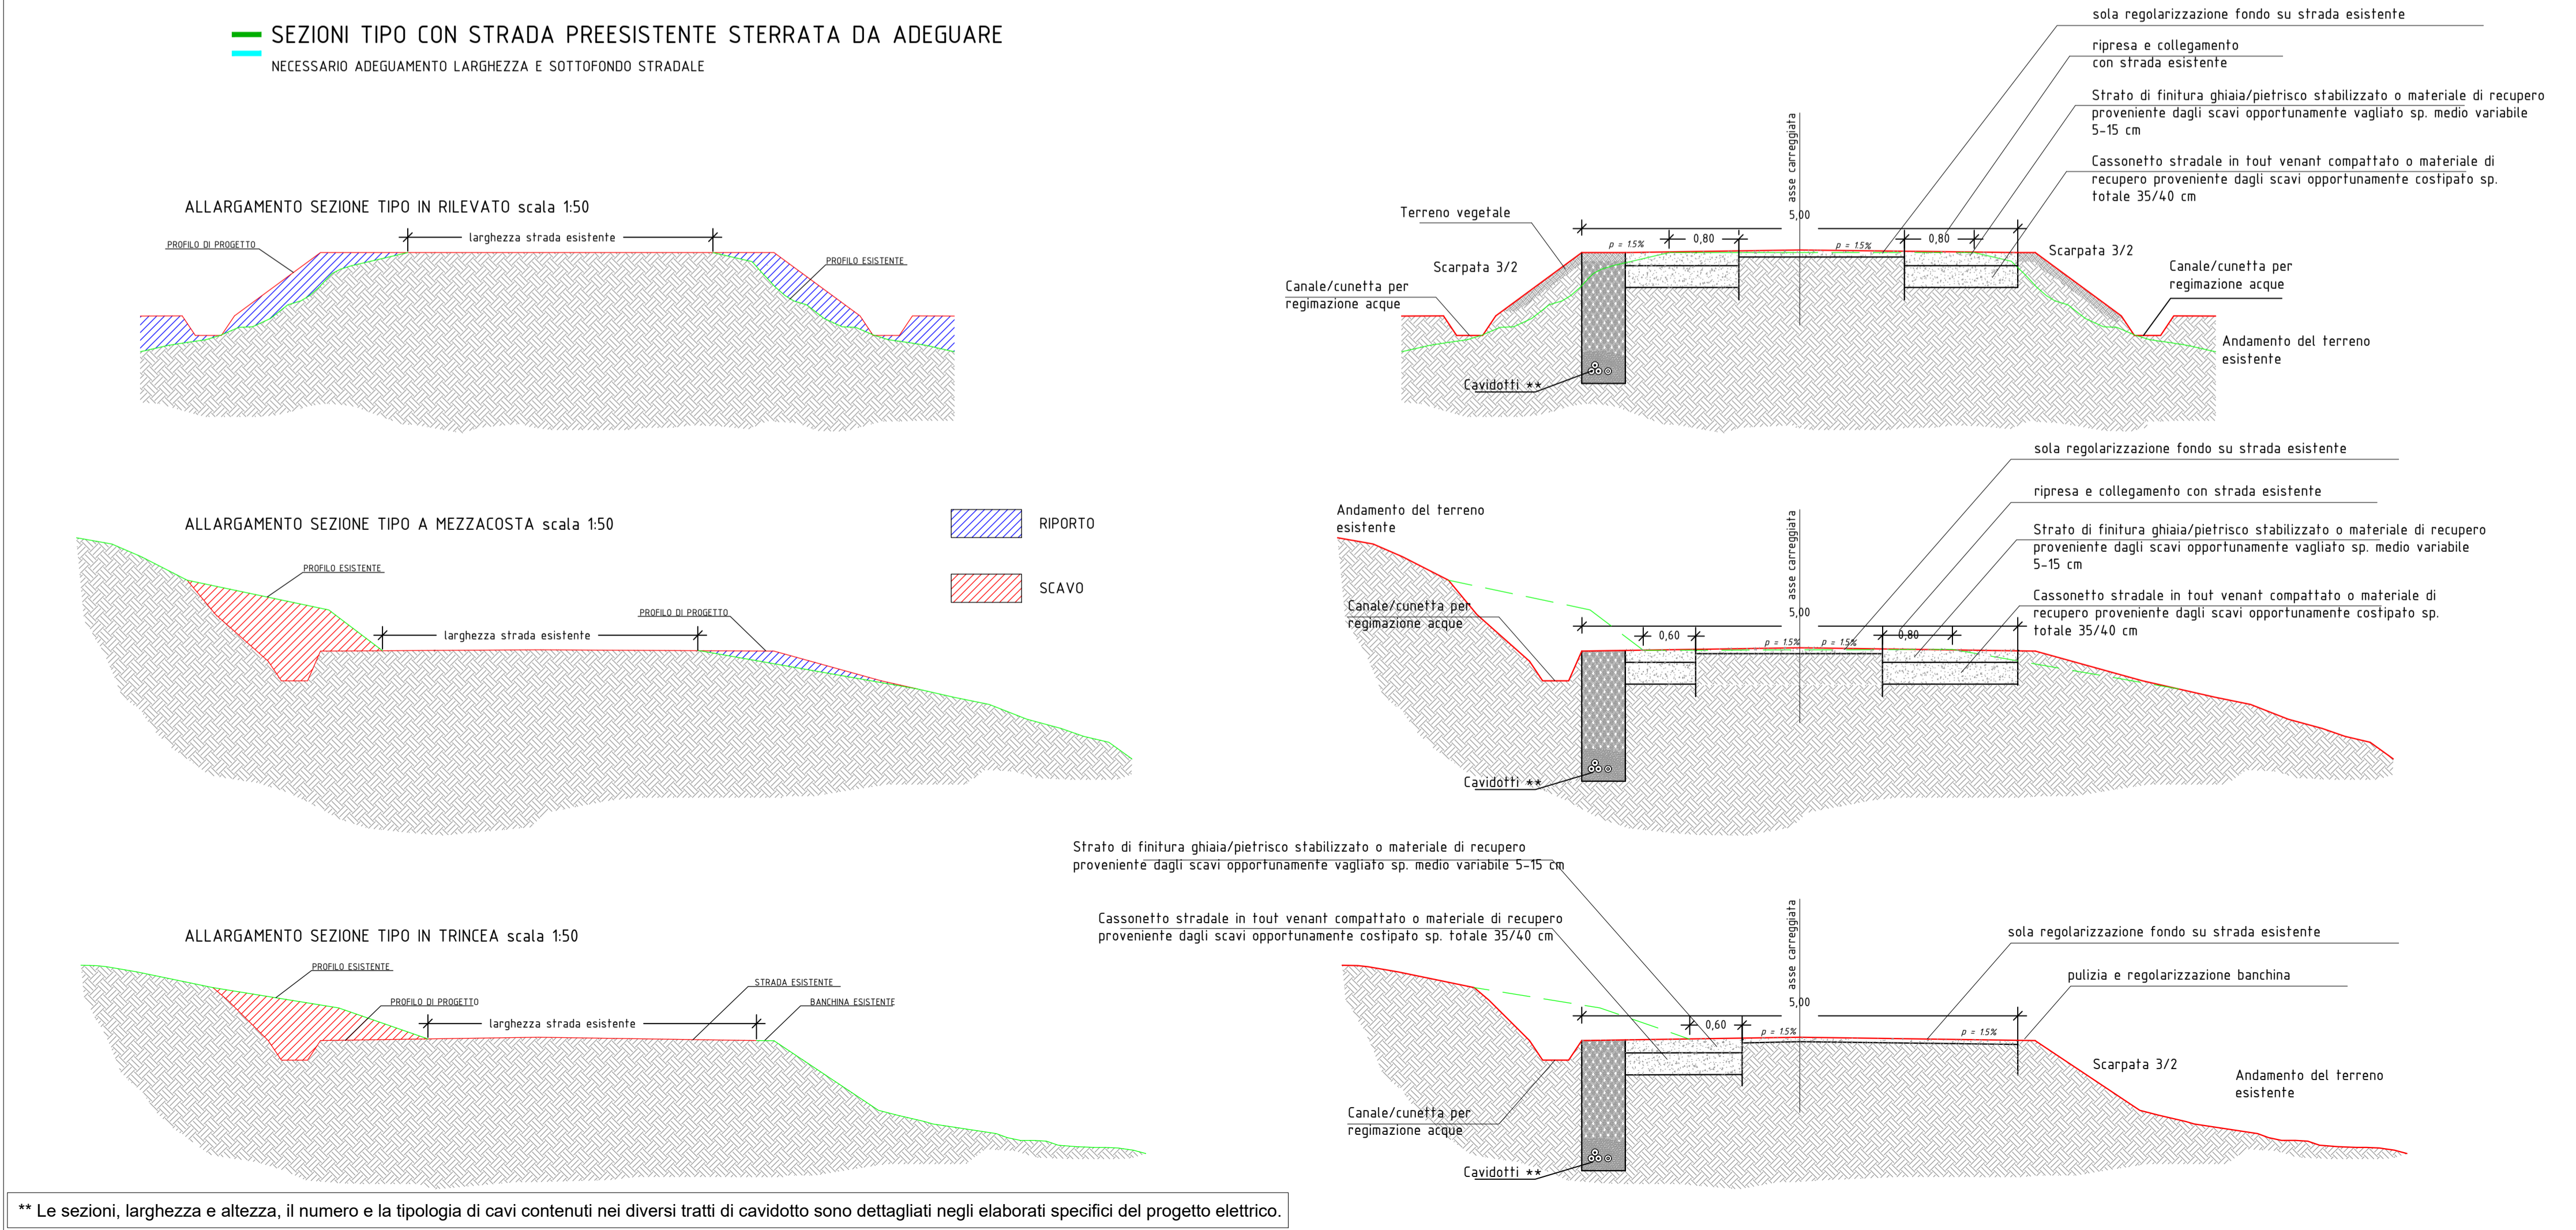 SEZIONI TIPO CON STRADA PREESISTENTE STERRATA DA ADEGUARE
NECESSARIO ADEGUAMENTO LARGHEZZA E SOTTOFONDO STRADALE
ALLARGAMENTO SEZIONE TIPO IN RILEVATO scala 1:50
PROFILO DI PROGETTO
larghezza strada esistente
PROFILO ESISTENTE
sola regolarizzazione fondo su strada esistente
ripresa e collegamento
con strada esistente
Strato di finitura ghiaia/pietrisco stabilizzato o materiale di recupero
proveniente dagli scavi opportunamente vagliato sp. medio variabile
5-15 cm
Cassonetto stradale in tout venant compattato o materiale di
recupero proveniente dagli scavi opportunamente costipato sp.
totale 35/40 cm
asse carreggiata
5,00
Terreno vegetale
p = 1.5%
0,80
p = 1.5%
0,80
Scarpata 3/2
Scarpata 3/2
Canale/cunetta per
regimazione acque
Canale/cunetta per
regimazione acque
Andamento del terreno
esistente
Cavidotti **
ALLARGAMENTO SEZIONE TIPO A MEZZACOSTA scala 1:50
PROFILO ESISTENTE
larghezza strada esistente
PROFILO DI PROGETTO
RIPORTO
SCAVO
sola regolarizzazione fondo su strada esistente
ripresa e collegamento con strada esistente
Strato di finitura ghiaia/pietrisco stabilizzato o materiale di recupero
proveniente dagli scavi opportunamente vagliato sp. medio variabile
5-15 cm
Cassonetto stradale in tout venant compattato o materiale di
recupero proveniente dagli scavi opportunamente costipato sp.
totale 35/40 cm
Andamento del terreno
esistente
asse carreggiata
5,00
Canale/cunetta per
regimazione acque
0,60
p = 1.5%
p = 1.5%
0,80
Cavidotti **
ALLARGAMENTO SEZIONE TIPO IN TRINCEA scala 1:50
PROFILO ESISTENTE
PROFILO DI PROGETTO
larghezza strada esistente
STRADA ESISTENTE
BANCHINA ESISTENTE
Strato di finitura ghiaia/pietrisco stabilizzato o materiale di recupero
proveniente dagli scavi opportunamente vagliato sp. medio variabile 5-15 cm
Cassonetto stradale in tout venant compattato o materiale di recupero
proveniente dagli scavi opportunamente costipato sp. totale 35/40 cm
asse carreggiata
5,00
sola regolarizzazione fondo su strada esistente
pulizia e regolarizzazione banchina
0,60
p = 1.5%
p = 1.5%
Scarpata 3/2
Andamento del terreno
esistente
Canale/cunetta per
regimazione acque
Cavidotti **
** Le sezioni, larghezza e altezza, il numero e la tipologia di cavi contenuti nei diversi tratti di cavidotto sono dettagliati negli elaborati specifici del progetto elettrico.